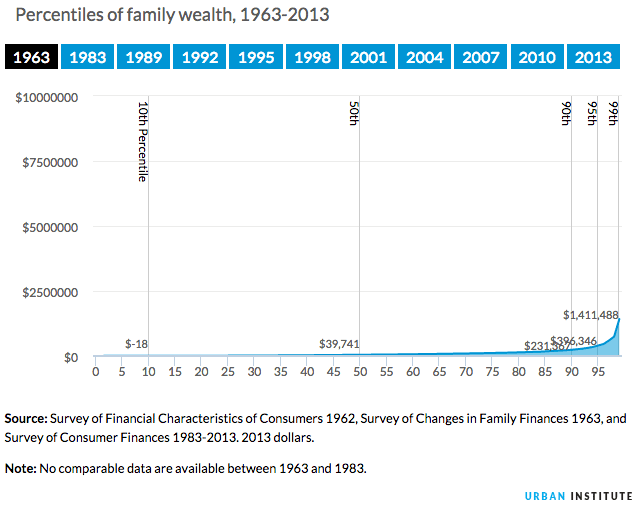 Percentiles of family wealth, 1963-2013
1963 1983 1989 1992 1995 1998 2001 2004 2007 2010 2013
$10000000
$7500000
$5000000
$2500000
$0
10th Percentile
50th
90th
95th
99th
$-18
$39,741
$396,346
$1,411,488
0 5 10 15 20 25 30 35 40 45 50 55 60 65 70 75 80 85 90 95
Source: Survey of Financial Characteristics of Consumers 1962, Survey of Changes in Family Finances 1963, and
Survey of Consumer Finances 1983-2013. 2013 dollars.
Note: No comparable data are available between 1963 and 1983.
URBAN INSTITUTE